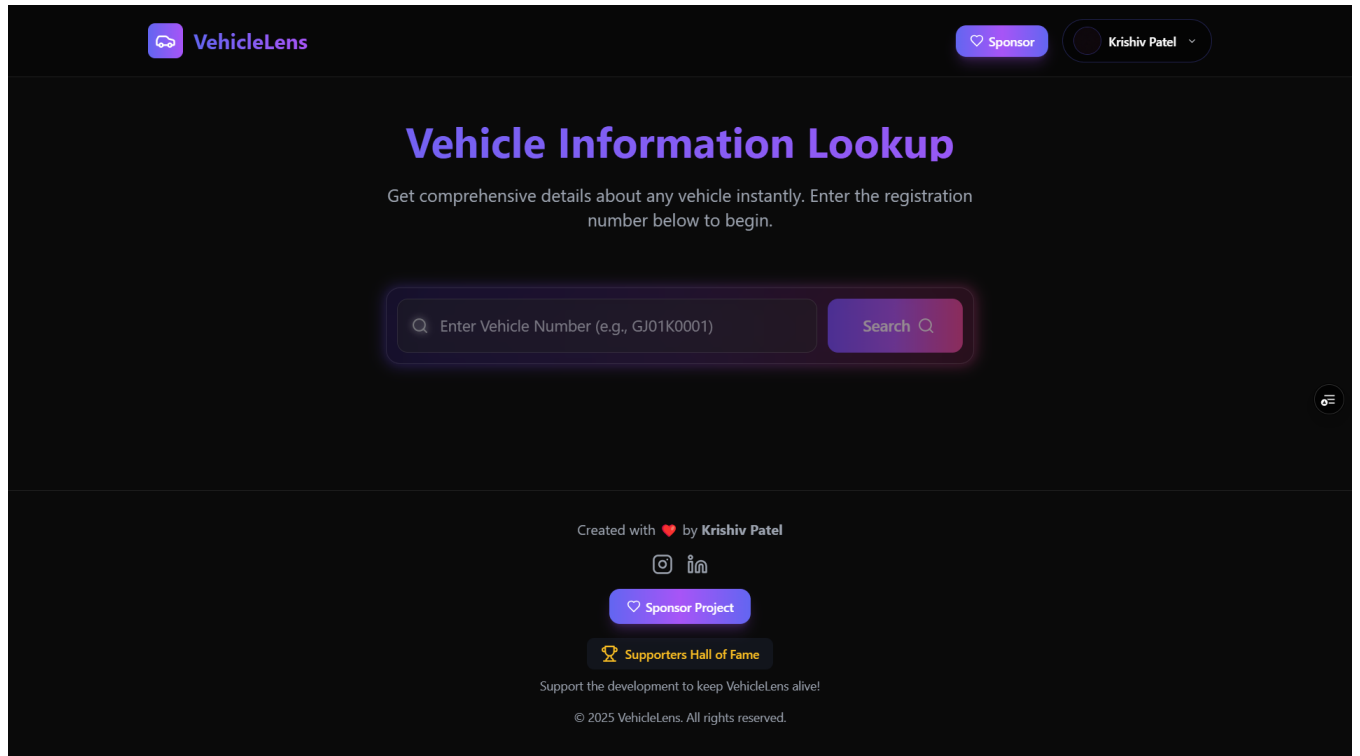 VehicleLens
Sponsor
Krishiv Patel
Vehicle Information Lookup
Get comprehensive details about any vehicle instantly. Enter the registration
number below to begin.
Enter Vehicle Number (e.g., GJ01K0001)
Search
Created with ❤️ by Krishiv Patel
Sponsor Project
Supporters Hall of Fame
Support the development to keep VehicleLens alive!
© 2025 VehicleLens. All rights reserved.